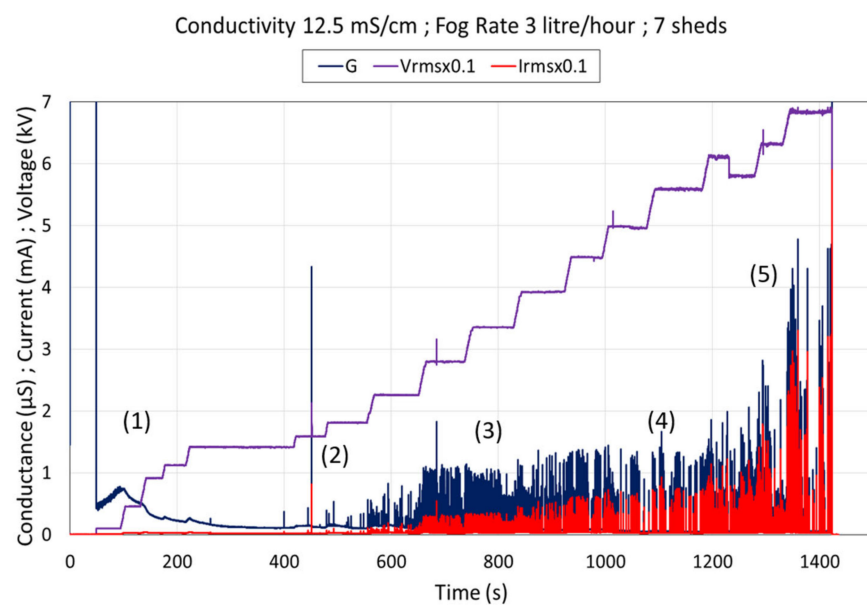 Conductivity 12.5 mS/cm ; Fog Rate 3 litre/hour ; 7 sheds
G Vrmsx0.1 Irmsx0.1
Conductance (µS) ; Current (mA) ; Voltage (kV)
7
6
5
4
3
2
1
0
(1)
(2)
(3)
(4)
(5)
0 200 400 600 800 1000 1200 1400
Time (s)